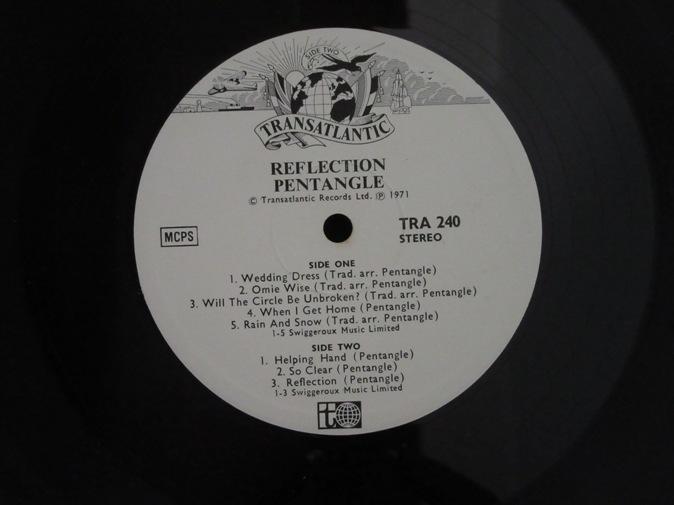 SIDE TWO
TRANSATLANTIC
REFLECTION
PENTANGLE
© Transatlantic Records Ltd. ℗ 1971
MCPS
TRA 240
STEREO
SIDE ONE
1. Wedding Dress (Trad. arr. Pentangle)
2. Omie Wise (Trad. arr. Pentangle)
3. Will The Circle Be Unbroken? (Trad. arr. Pentangle)
4. When I Get Home (Pentangle)
5. Rain And Snow (Trad. arr. Pentangle)
1-5 Swiggeroux Music Limited
SIDE TWO
1. Helping Hand (Pentangle)
2. So Clear (Pentangle)
3. Reflection (Pentangle)
1-3 Swiggeroux Music Limited
t